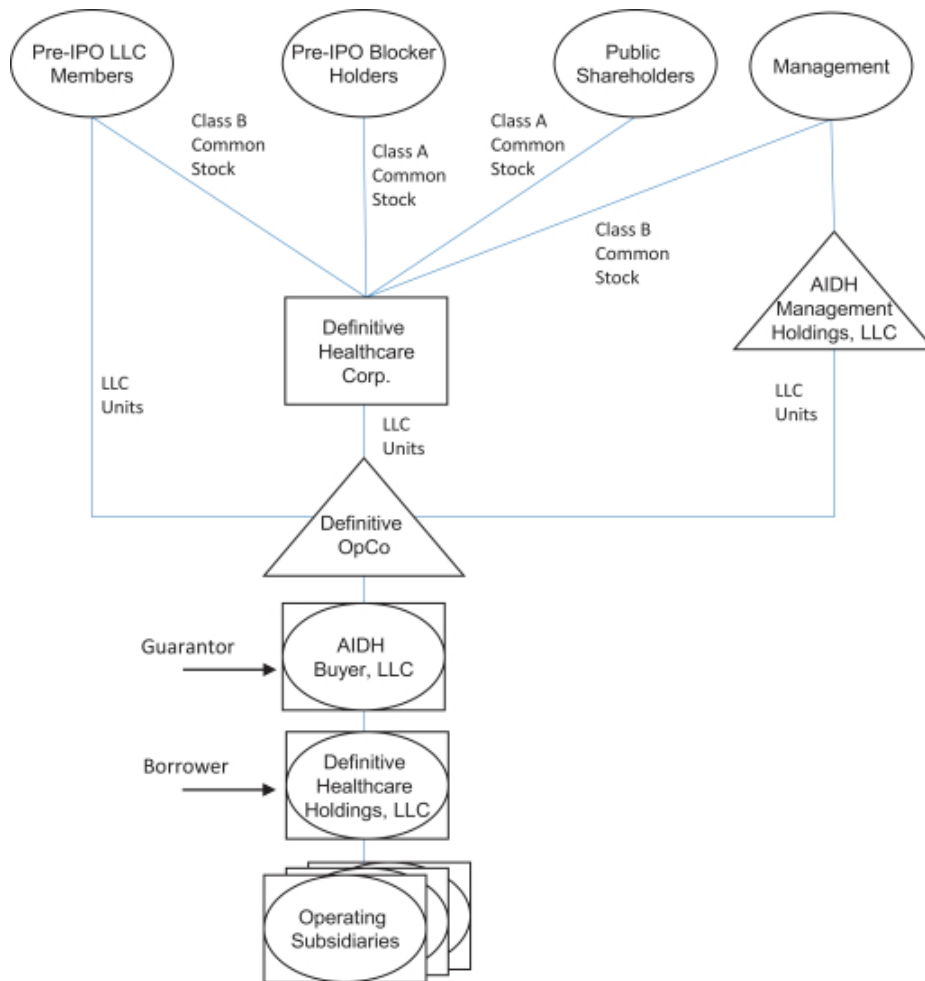 Pre-IPO LLC
Members
Pre-IPO Blocker
Holders
Public
Shareholders
Management
Class B
Common
Stock
Class A
Common
Stock
Class A
Common
Stock
Class B
Common
Stock
AIDH
Management
Holdings, LLC
Definitive
Healthcare
Corp.
LLC
Units
LLC
Units
LLC
Units
Definitive
OpCo
Guarantor
AIDH
Buyer, LLC
Borrower
Definitive
Healthcare
Holdings, LLC
Operating
Subsidiaries